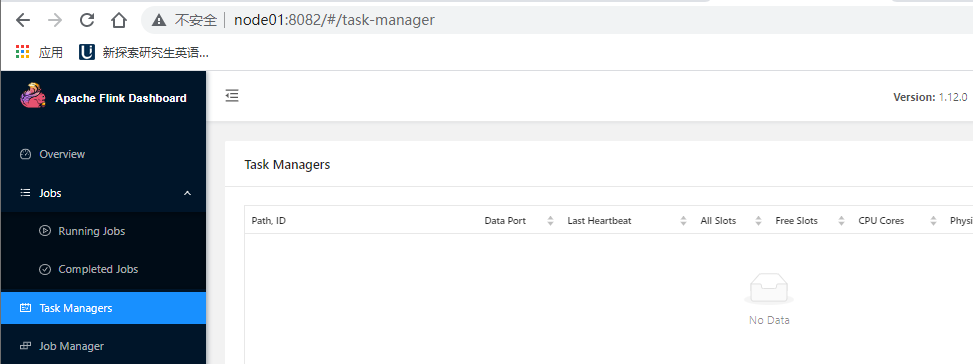 不安全 | node01:8082/#/task-manager
应用 新探索研究生英语...
Apache Flink Dashboard
Version: 1.12.0
Overview
Jobs
Running Jobs
Completed Jobs
Task Managers
Job Manager
Task Managers
Path, ID Data Port Last Heartbeat All Slots Free Slots CPU Cores Physi
No Data